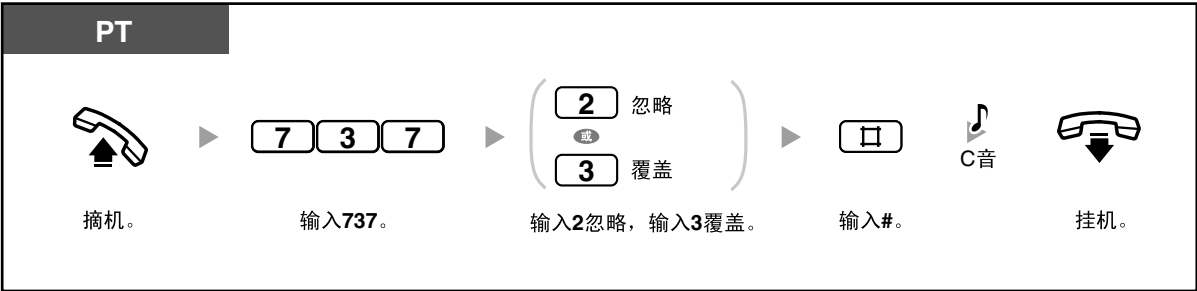 PT
7 3 7
2 忽略
或
3 覆盖
C音
摘机。
输入737。
输入2忽略，输入3覆盖。
输入#。
挂机。